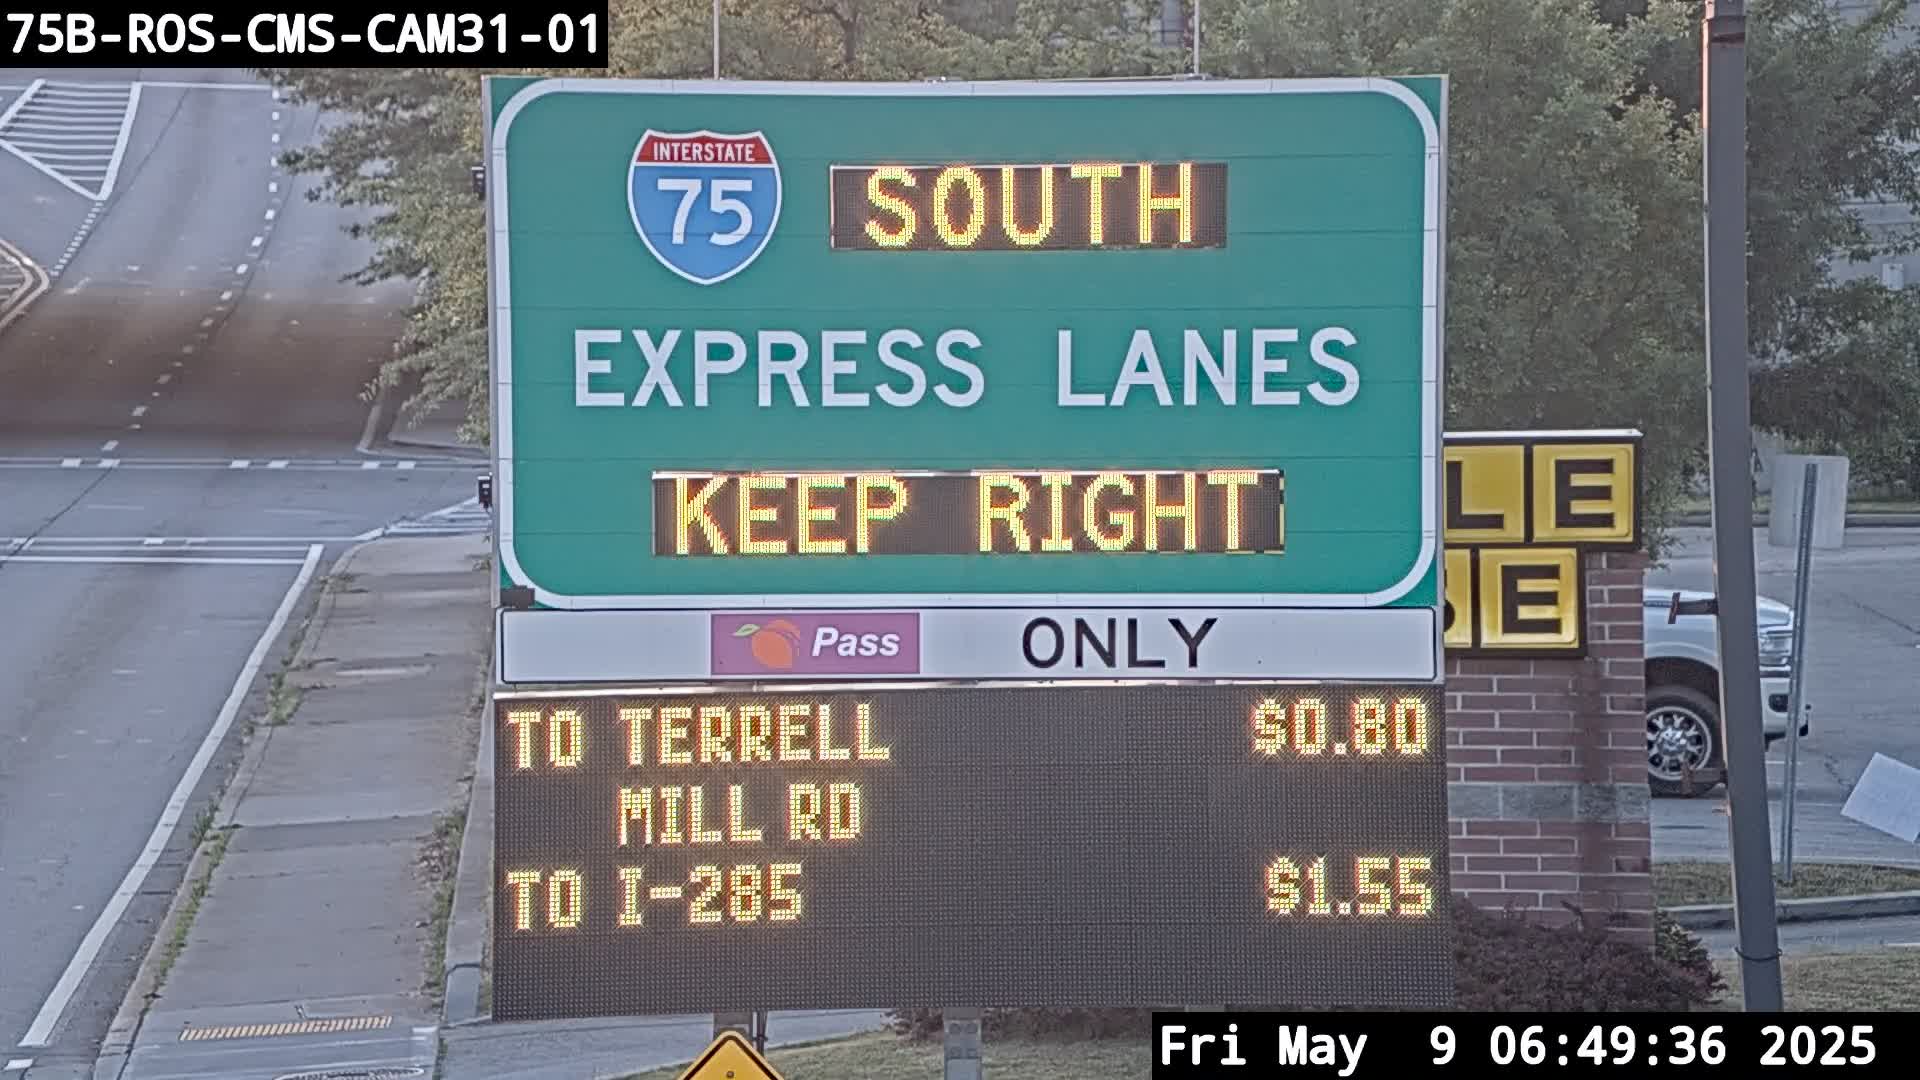 75B-ROS-CMS-CAM31-01
INTERSTATE
75
SOUTH
EXPRESS LANES
KEEP RIGHT
Pass ONLY
TO TERRELL $0.80
MILL RD
TO I-285 $1.55
LE
E
Fri May 9 06:49:36 2025